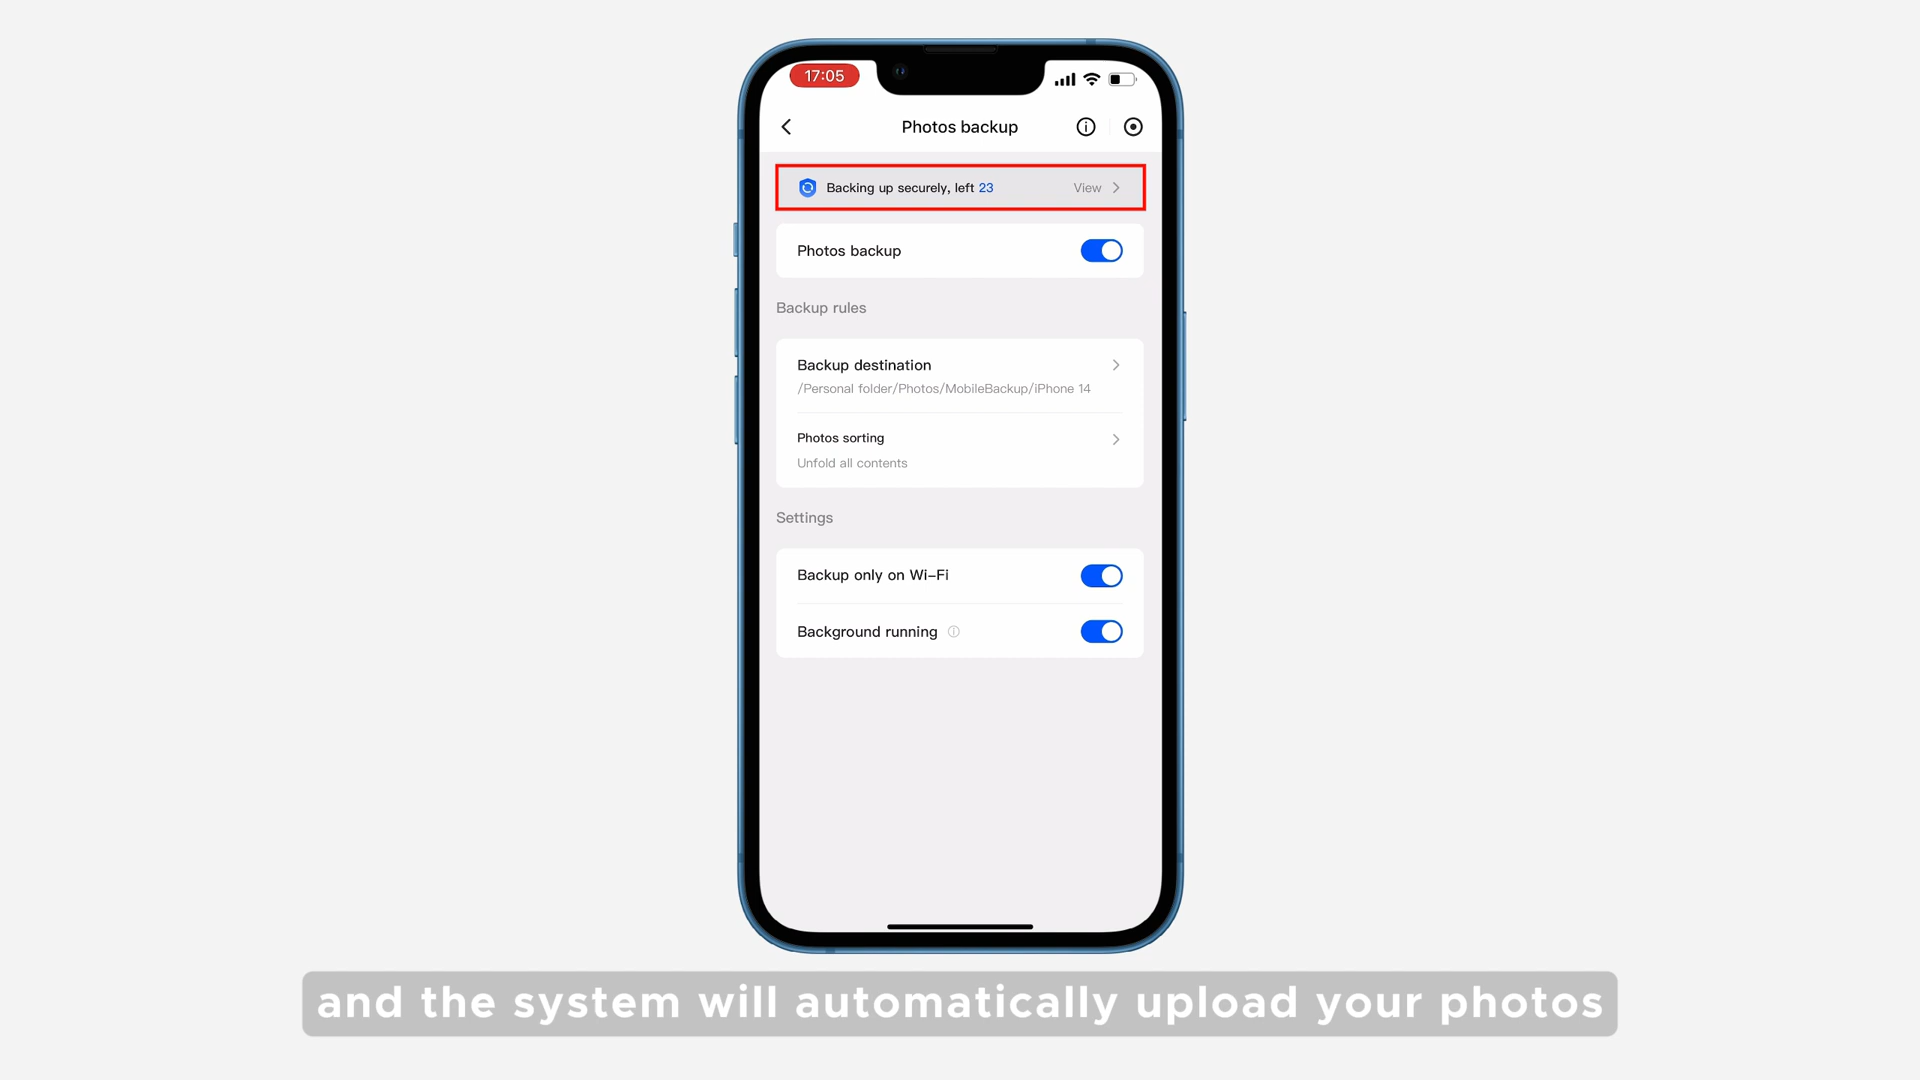 17:05
Photos backup
Backing up securely, left 23
View
Photos backup
Backup rules
Backup destination
/Personal folder/Photos/MobileBackup/iPhone 14
Photos sorting
Unfold all contents
Settings
Backup only on Wi-Fi
Background running
and the system will automatically upload your photos